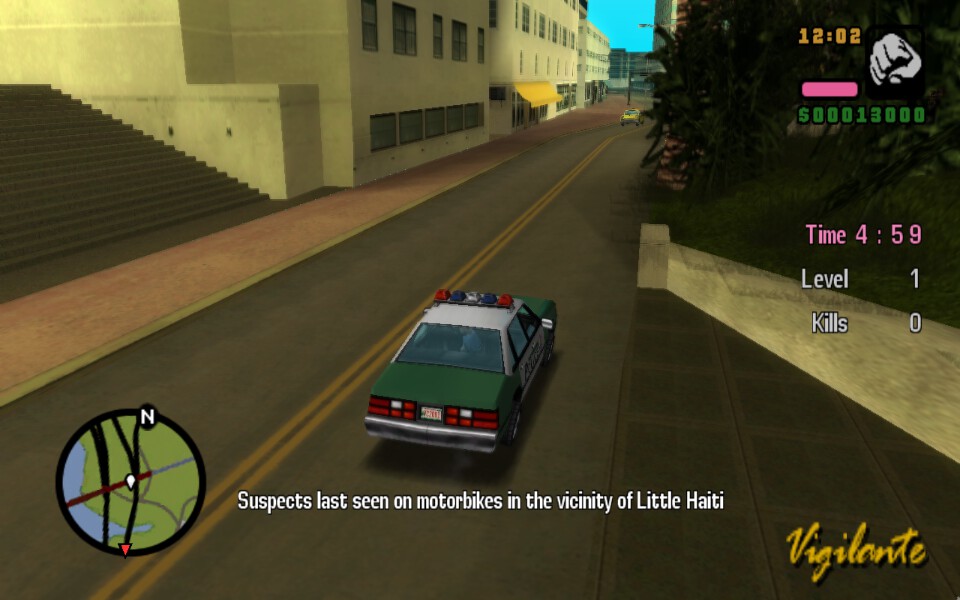 12:02
$00013000
Time 4:59
Level 1
Kills 0
N
Suspects last seen on motorbikes in the vicinity of Little Haiti
Vigilante